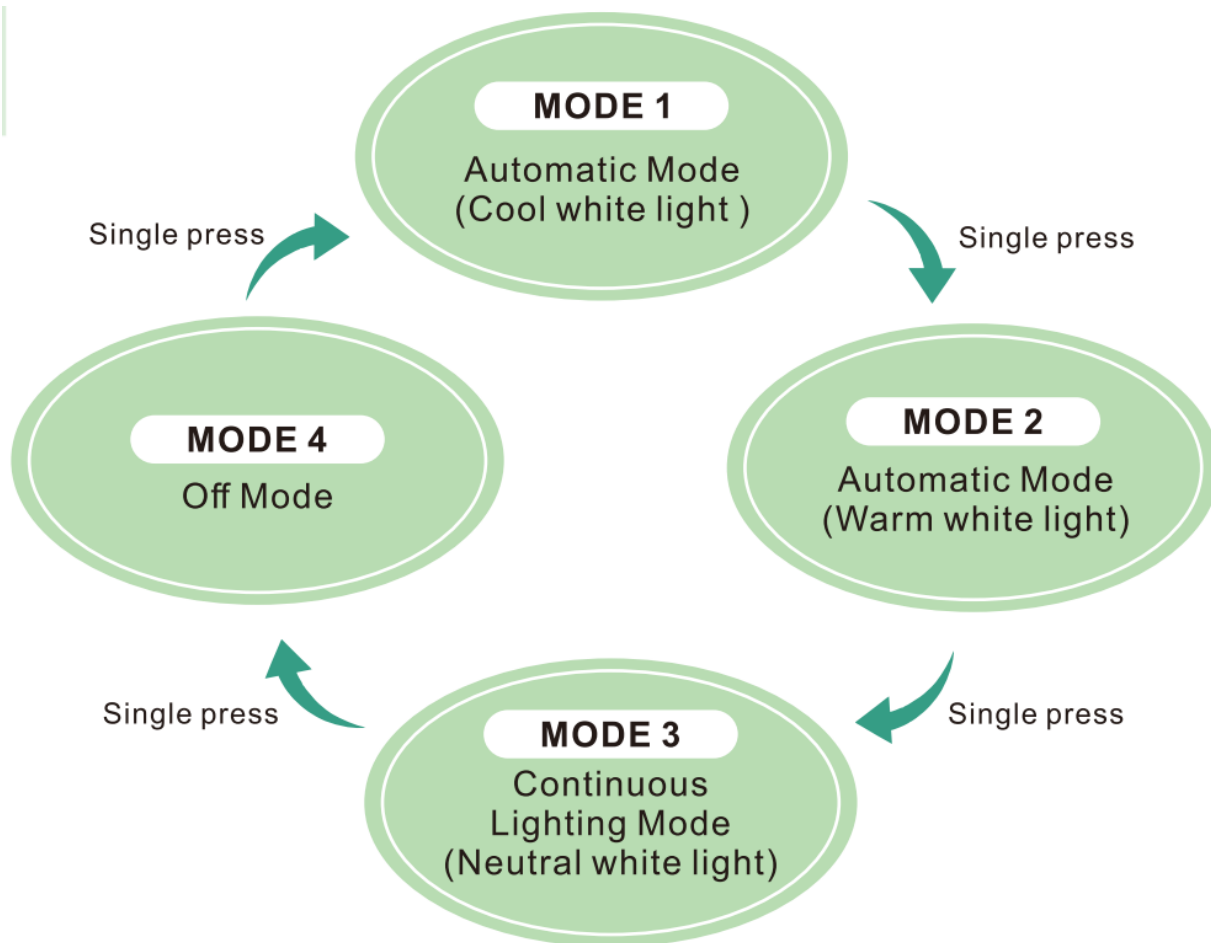 MODE 1
Automatic Mode
(Cool white light )
Single press
Single press
MODE 4
Off Mode
MODE 2
Automatic Mode
(Warm white light)
Single press
Single press
MODE 3
Continuous
Lighting Mode
(Neutral white light)